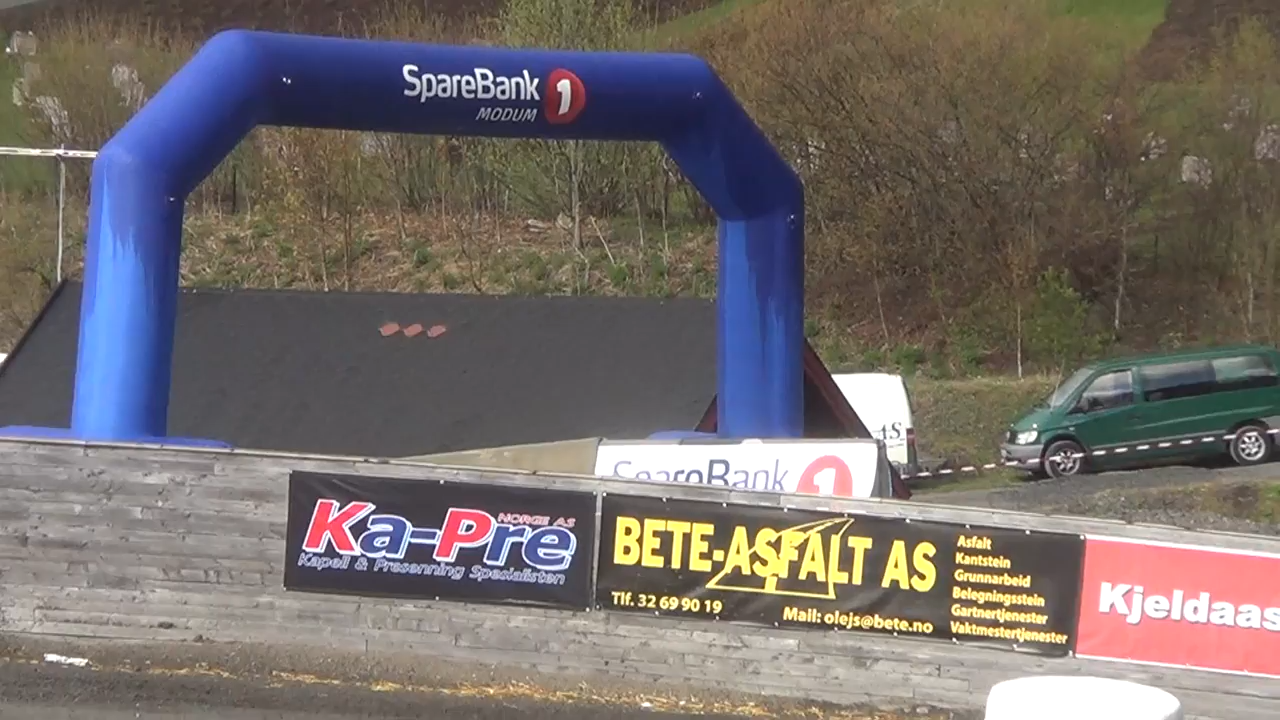 SpareBank 1
MODUM
SpareBank 1
Ka-Pre
NORGE AS
Kapell & Presenning Spesialisten
BETE-ASFALT AS
Tlf. 32 69 90 19
Mail: olejs@bete.no
Asfalt
Kantstein
Grunnarbeid
Belegningsstein
Gartnertjenester
Vaktmestertjenester
Kjeldaas